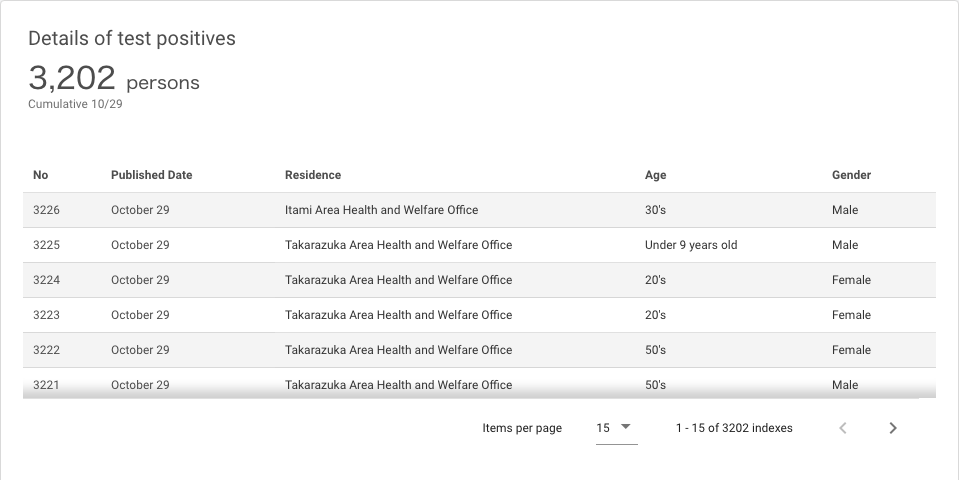 Details of test positives
3,202 persons
Cumulative 10/29
No Published Date Residence Age Gender
3226 October 29 Itami Area Health and Welfare Office 30's Male
3225 October 29 Takarazuka Area Health and Welfare Office Under 9 years old Male
3224 October 29 Takarazuka Area Health and Welfare Office 20's Female
3223 October 29 Takarazuka Area Health and Welfare Office 20's Female
3222 October 29 Takarazuka Area Health and Welfare Office 50's Female
3221 October 29 Takarazuka Area Health and Welfare Office 50's Male
Items per page 15 1 - 15 of 3202 indexes